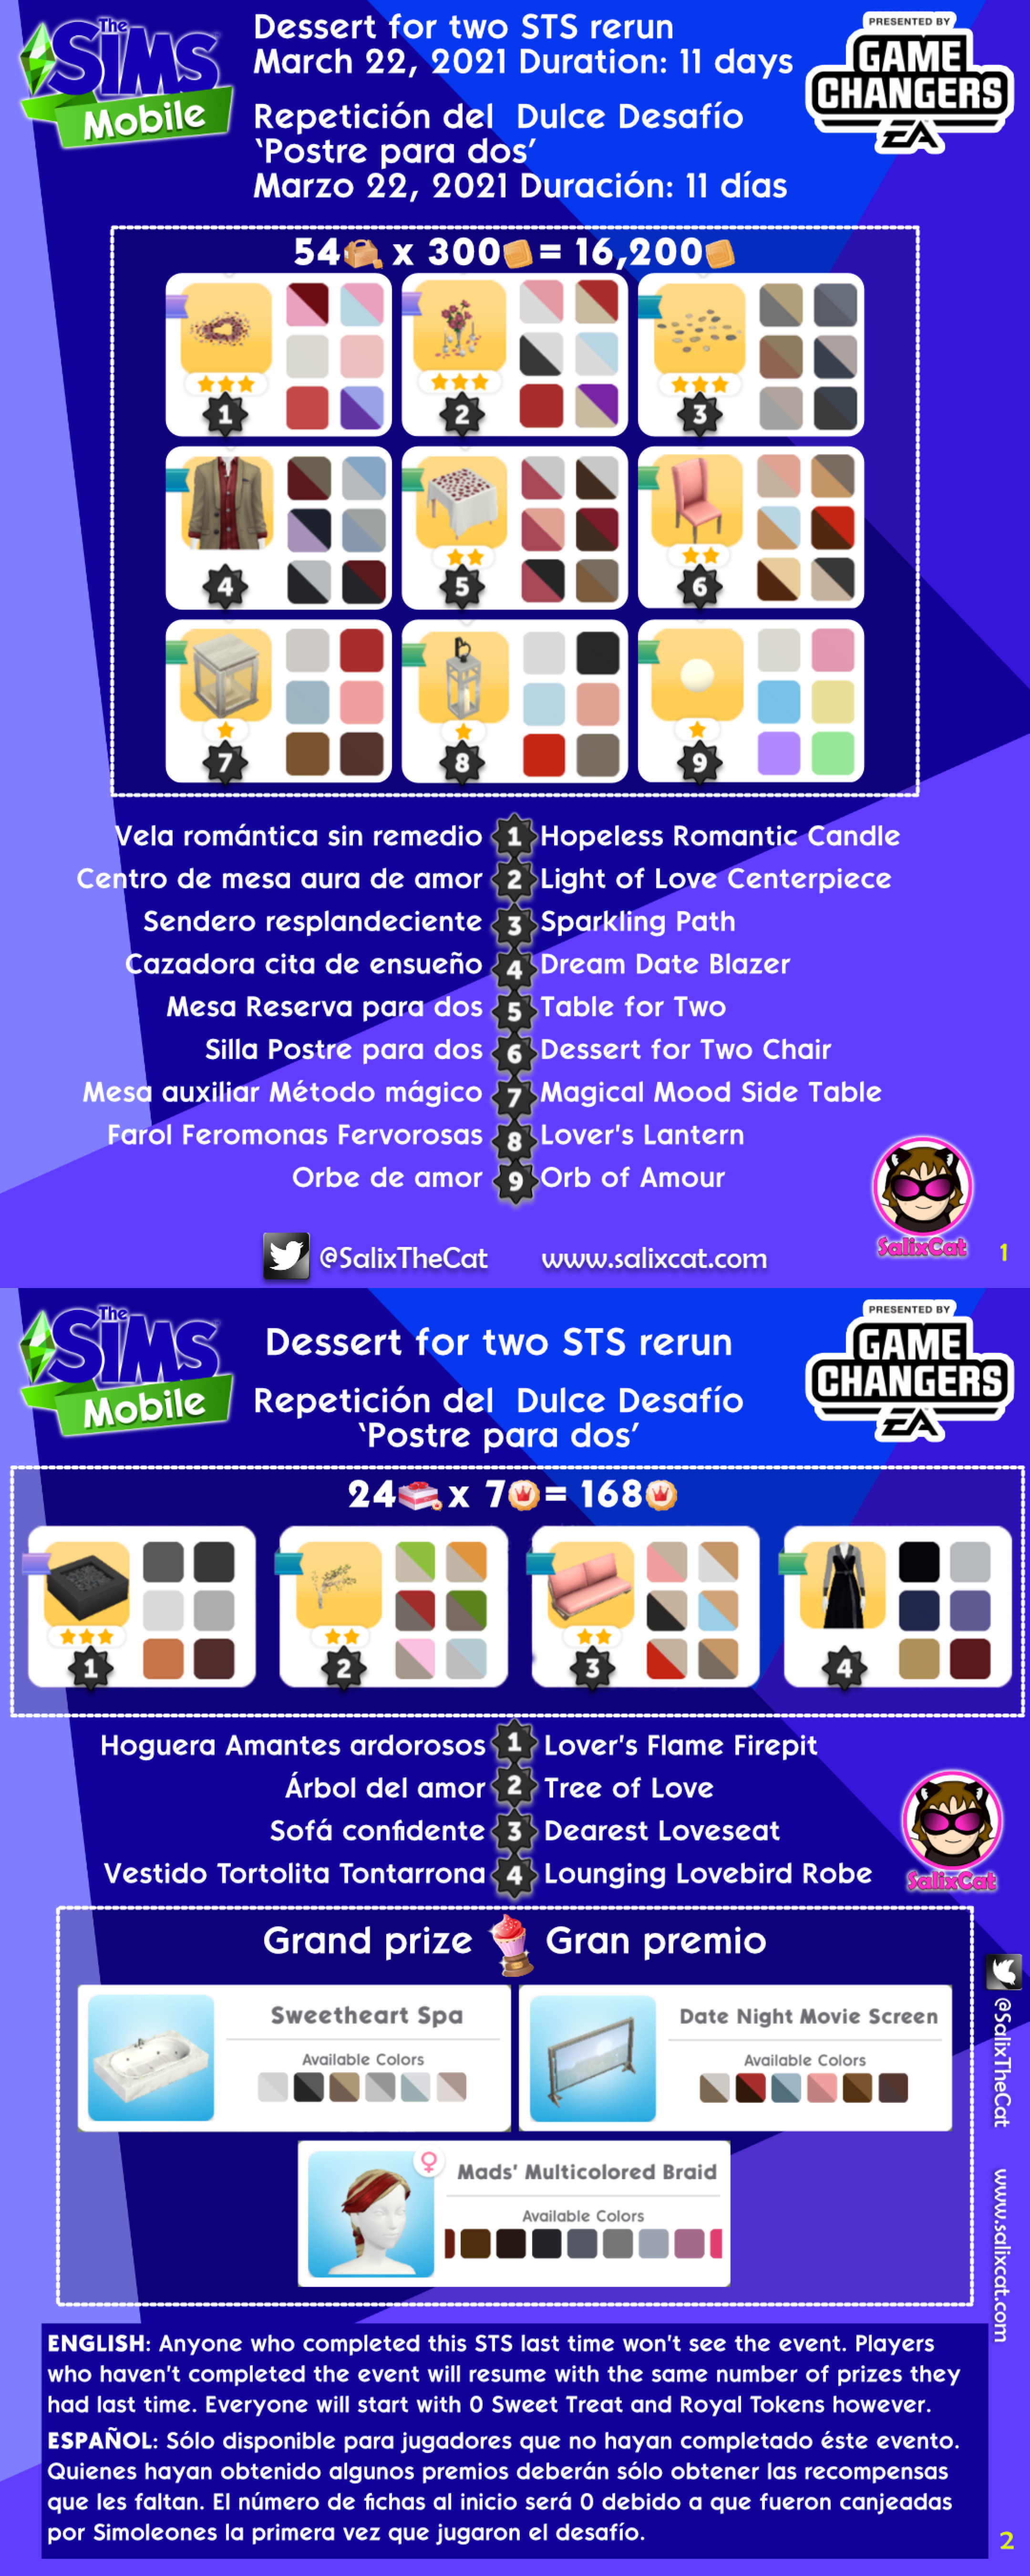 The
SiMS
Mobile
Dessert for two STS rerun
March 22, 2021 Duration: 11 days
Repetición del Dulce Desafío
‘Postre para dos’
Marzo 22, 2021 Duración: 11 días
PRESENTED BY
GAME
CHANGERS
EA
54 x 300 = 16,200
1
2
3
4
5
6
7
8
9
Vela romántica sin remedio 1 Hopeless Romantic Candle
Centro de mesa aura de amor 2 Light of Love Centerpiece
Sendero resplandeciente 3 Sparkling Path
Cazadora cita de ensueño 4 Dream Date Blazer
Mesa Reserva para dos 5 Table for Two
Silla Postre para dos 6 Dessert for Two Chair
Mesa auxiliar Método mágico 7 Magical Mood Side Table
Farol Feromonas Fervorosas 8 Lover's Lantern
Orbe de amor 9 Orb of Amour
SalixCat
@SalixTheCat www.salixcat.com
1
The
SiMS
Mobile
Dessert for two STS rerun
Repetición del Dulce Desafío
‘Postre para dos’
PRESENTED BY
GAME
CHANGERS
EA
24 x 7 = 168
1
2
3
4
Hoguera Amantes ardorosos 1 Lover's Flame Firepit
Árbol del amor 2 Tree of Love
Sofá confidente 3 Dearest Loveseat
Vestido Tortolita Tontarrona 4 Lounging Lovebird Robe
SalixCat
Grand prize Gran premio
Sweetheart Spa
Available Colors
Date Night Movie Screen
Available Colors
Mads' Multicolored Braid
Available Colors
@SalixTheCat www.salixcat.com
ENGLISH: Anyone who completed this STS last time won't see the event. Players
who haven't completed the event will resume with the same number of prizes they
had last time. Everyone will start with 0 Sweet Treat and Royal Tokens however.
ESPAÑOL: Sólo disponible para jugadores que no hayan completado éste evento.
Quienes hayan obtenido algunos premios deberán sólo obtener las recompensas
que les faltan. El número de fichas al inicio será 0 debido a que fueron canjeadas
por Simoleones la primera vez que jugaron el desafío.
2